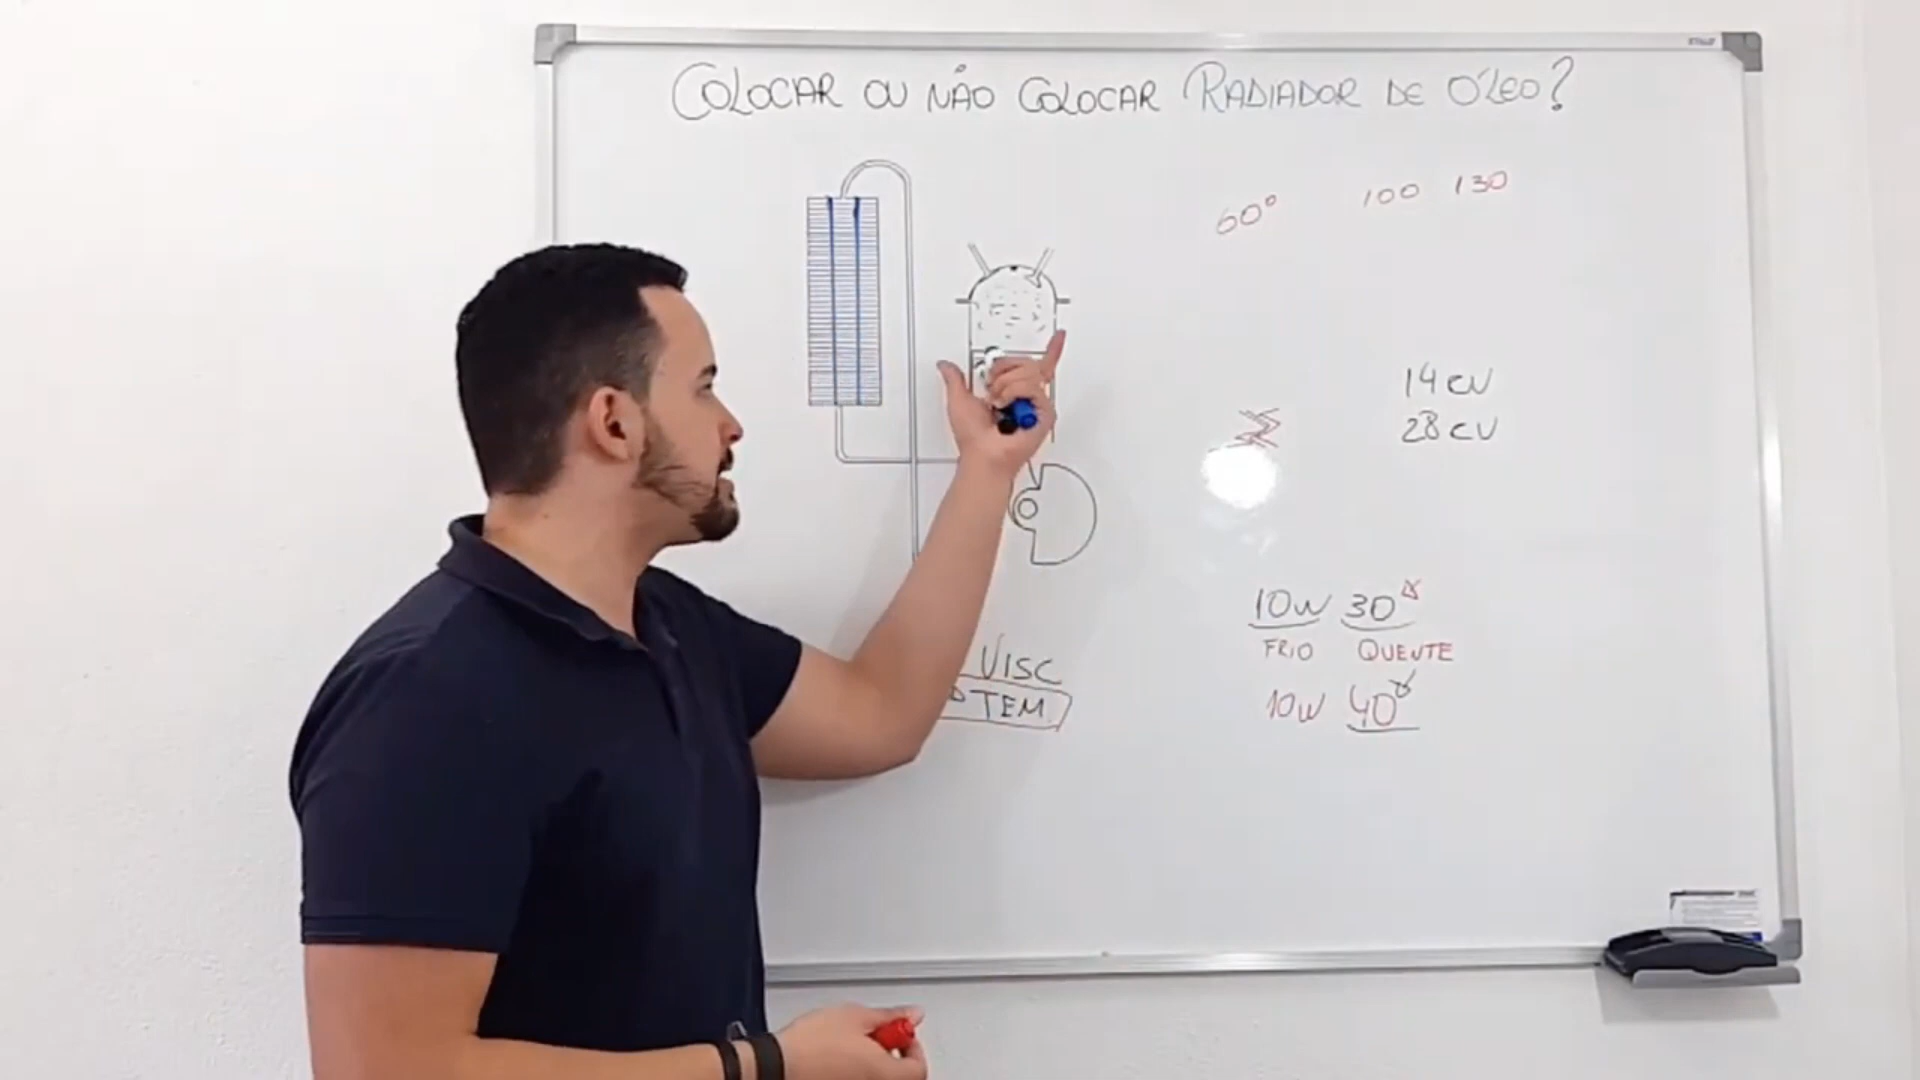 COLOCAR OU NÃO COLOCAR RADIADOR DE ÓLEO?
60° 100 130
14 CV
28 CV
10W 30
FRIO QUENTE
10W 40
VISC
TEM